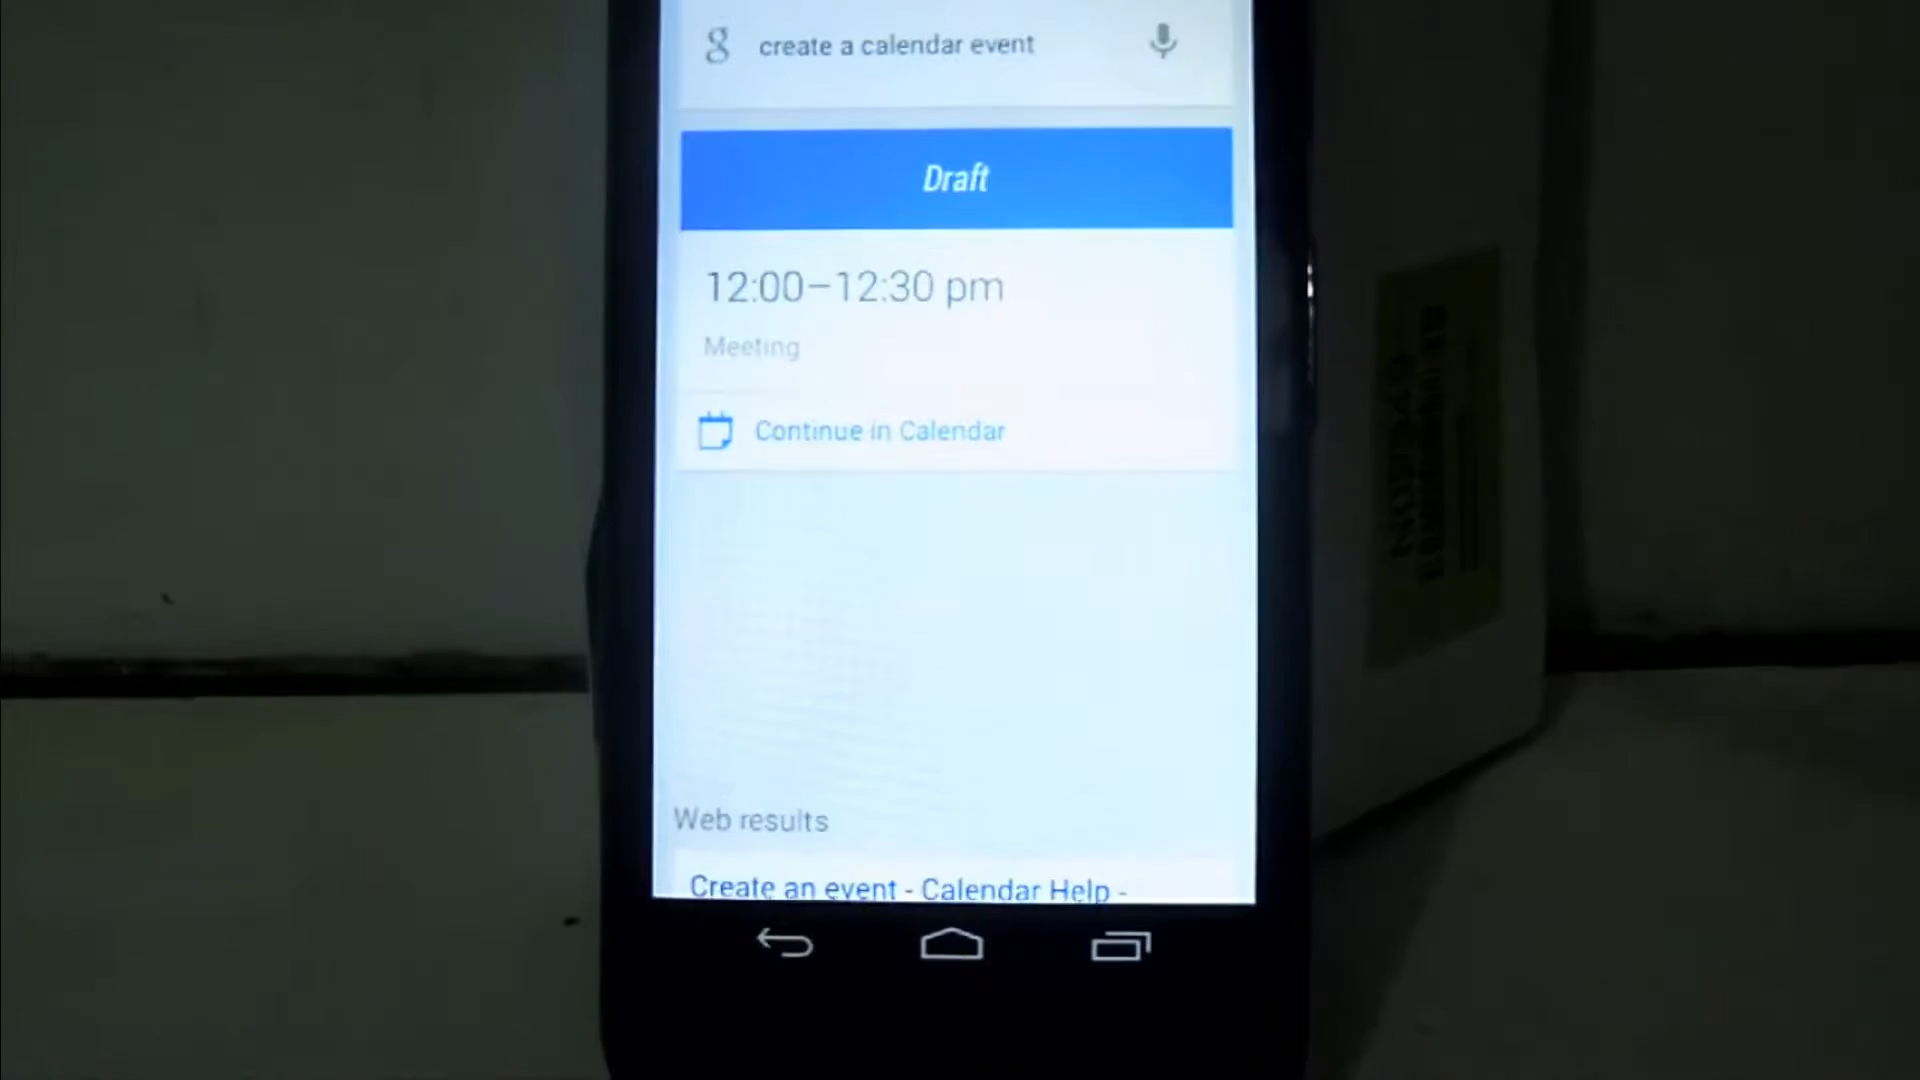 g create a calendar event
Draft
12:00–12:30 pm
Meeting
Continue in Calendar
Web results
Create an event - Calendar Help -